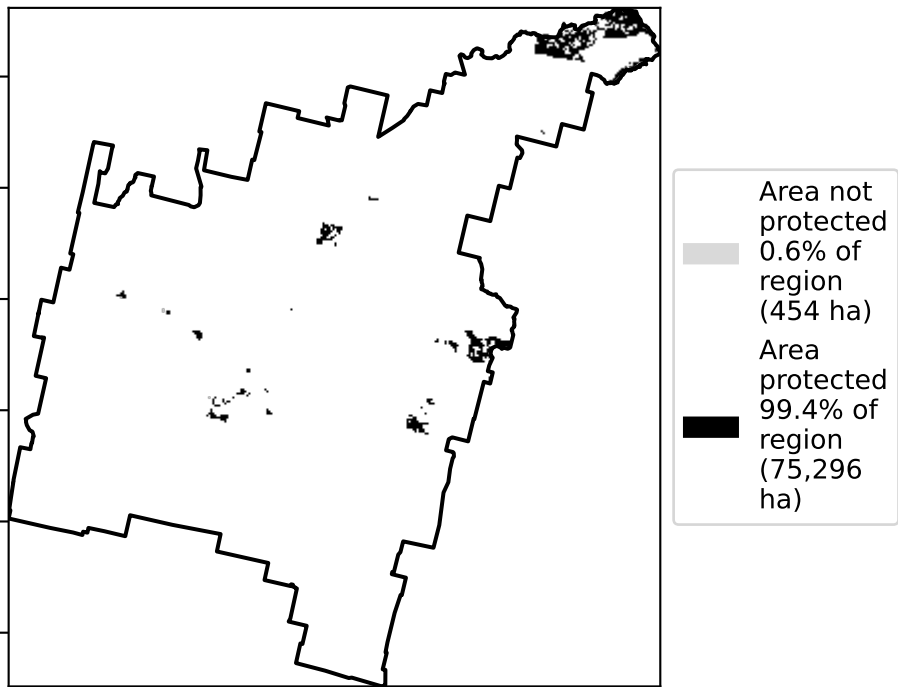 Area not
protected
0.6% of
region
(454 ha)
Area
protected
99.4% of
region
(75,296
ha)